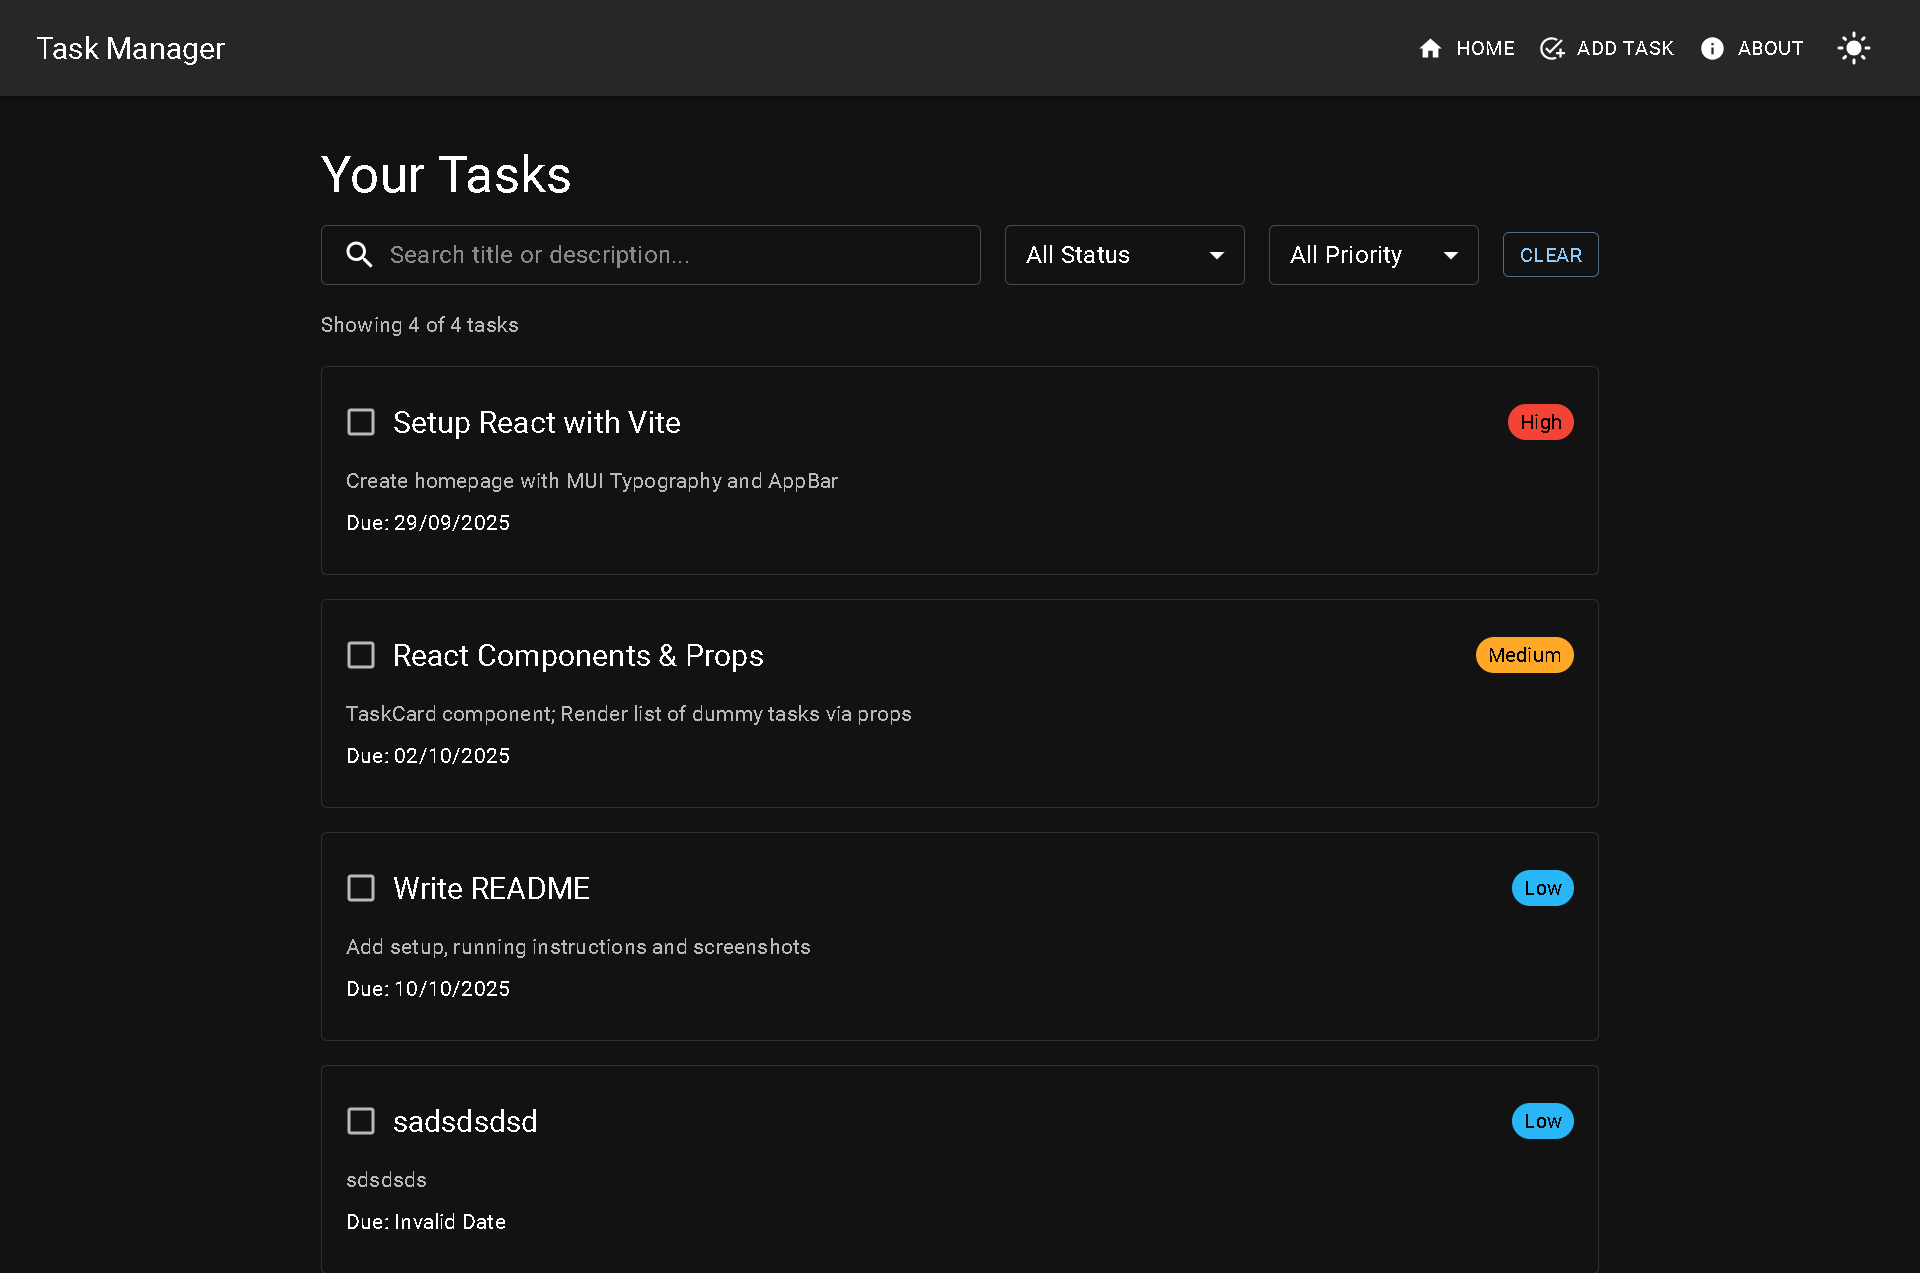 Task Manager
HOME
ADD TASK
ABOUT
Your Tasks
Search title or description...
All Status
All Priority
CLEAR
Showing 4 of 4 tasks
Setup React with Vite
High
Create homepage with MUI Typography and AppBar
Due: 29/09/2025
React Components & Props
Medium
TaskCard component; Render list of dummy tasks via props
Due: 02/10/2025
Write README
Low
Add setup, running instructions and screenshots
Due: 10/10/2025
sadsdsdsd
Low
sdsdsds
Due: Invalid Date